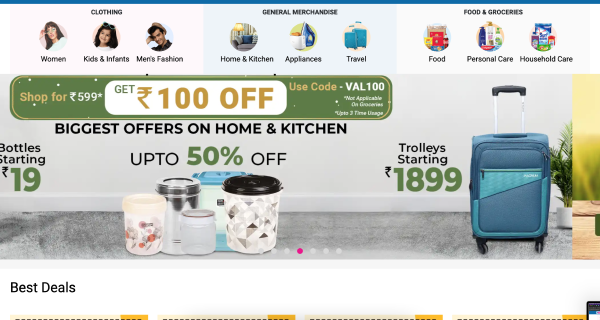 CLOTHING
GENERAL MERCHANDISE
FOOD & GROCERIES
Women
Kids & Infants
Men's Fashion
Home & Kitchen
Appliances
Travel
Food
Personal Care
Household Care
Shop for ₹599*
GET ₹100 OFF
Use Code - VAL100
*Not Applicable
On Groceries
*Upto 3 Time Usage
BIGGEST OFFERS ON HOME & KITCHEN
UPTO 50% OFF
Bottles
Starting
₹19
Trolleys
Starting
₹1899
Best Deals